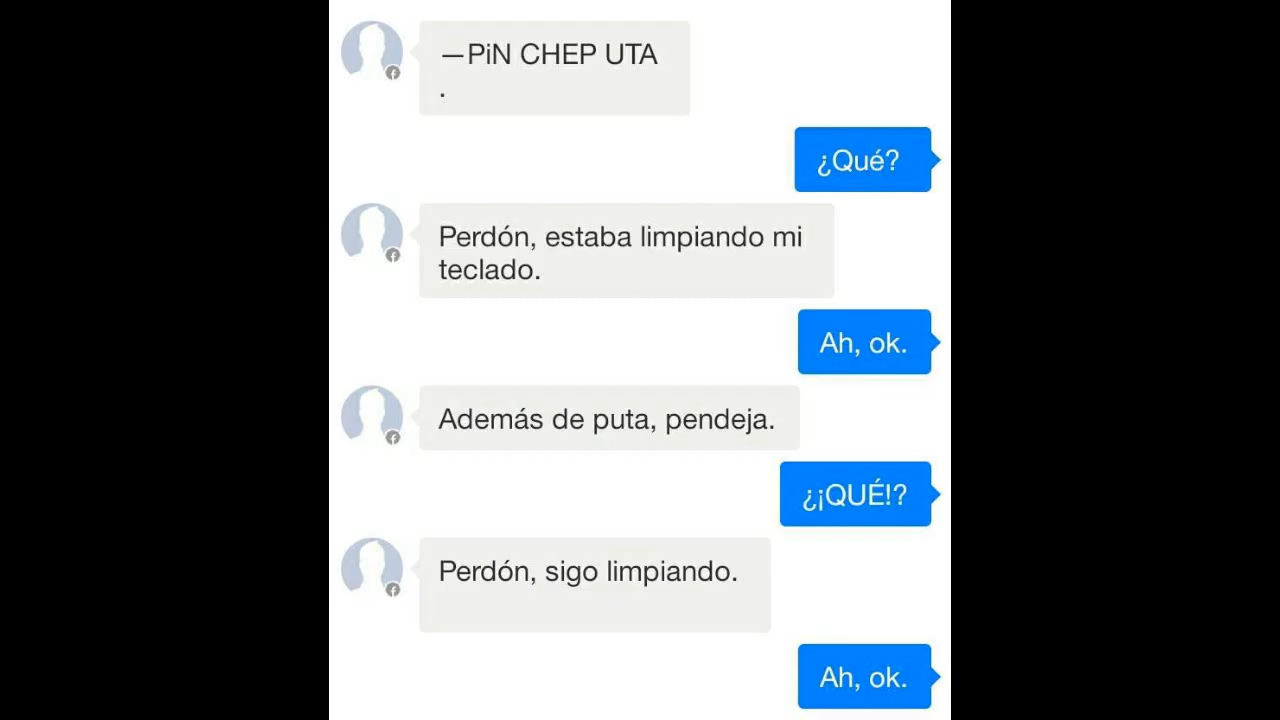 —PiN CHEP UTA
.
¿Qué?
Perdón, estaba limpiando mi
teclado.
Ah, ok.
Además de puta, pendeja.
¿¡QUÉ!?
Perdón, sigo limpiando.
Ah, ok.